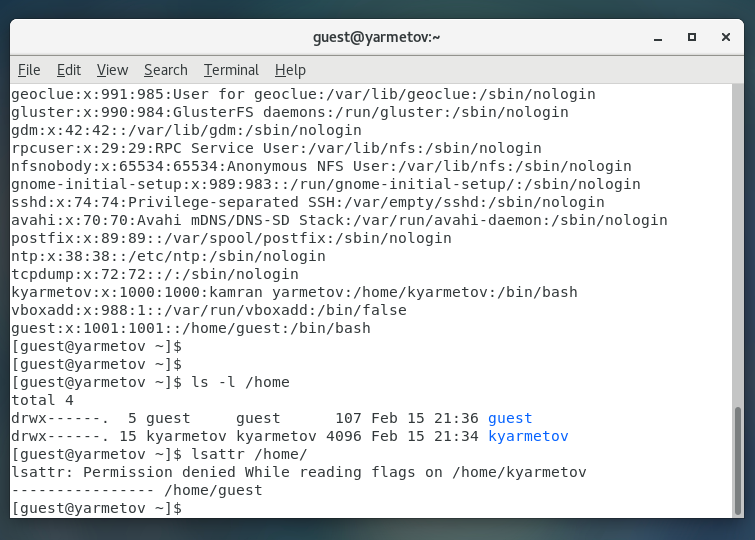 guest@yarmetov:~
File Edit View Search Terminal Help
geoclue:x:991:985:User for geoclue:/var/lib/geoclue:/sbin/nologin
gluster:x:990:984:GlusterFS daemons:/run/gluster:/sbin/nologin
gdm:x:42:42::/var/lib/gdm:/sbin/nologin
rpcuser:x:29:29:RPC Service User:/var/lib/nfs:/sbin/nologin
nfsnobody:x:65534:65534:Anonymous NFS User:/var/lib/nfs:/sbin/nologin
gnome-initial-setup:x:989:983::/run/gnome-initial-setup/:/sbin/nologin
sshd:x:74:74:Privilege-separated SSH:/var/empty/sshd:/sbin/nologin
avahi:x:70:70:Avahi mDNS/DNS-SD Stack:/var/run/avahi-daemon:/sbin/nologin
postfix:x:89:89::/var/spool/postfix:/sbin/nologin
ntp:x:38:38::/etc/ntp:/sbin/nologin
tcpdump:x:72:72::/:/sbin/nologin
kyarmetov:x:1000:1000:kamran yarmetov:/home/kyarmetov:/bin/bash
vboxadd:x:988:1::/var/run/vboxadd:/bin/false
guest:x:1001:1001::/home/guest:/bin/bash
[guest@yarmetov ~]$
[guest@yarmetov ~]$
[guest@yarmetov ~]$ ls -l /home
total 4
drwx------.  5 guest     guest      107 Feb 15 21:36 guest
drwx------. 15 kyarmetov kyarmetov 4096 Feb 15 21:34 kyarmetov
[guest@yarmetov ~]$ lsattr /home/
lsattr: Permission denied While reading flags on /home/kyarmetov
---------------- /home/guest
[guest@yarmetov ~]$